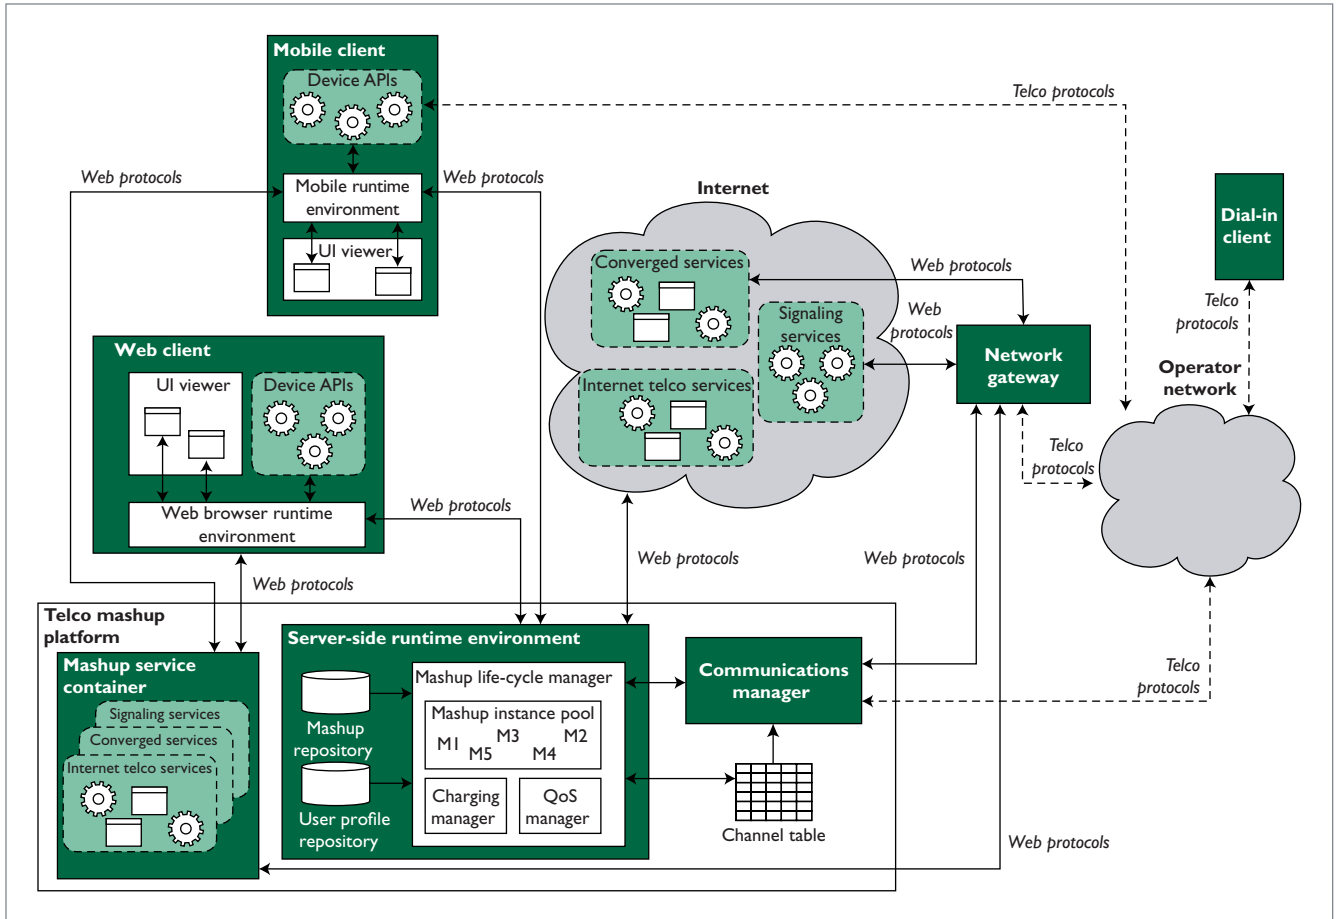 Mobile client
Device APIs
Telco protocols
Web protocols
Web protocols
Mobile runtime
environment
UI viewer
Internet
Converged services
Signaling
services
Internet telco services
Web protocols
Web
protocols
Network
gateway
Dial-in
client
Telco
protocols
Operator
network
Telco
protocols
Web client
UI viewer
Device APIs
Web browser runtime
environment
Web protocols
Web protocols
Web protocols
Web protocols
Telco mashup
platform
Mashup service
container
Signaling services
Converged services
Internet telco services
Server-side runtime environment
Mashup
repository
User profile
repository
Mashup life-cycle manager
Mashup instance pool
M1
M5
M3
M4
M2
Charging
manager
QoS
manager
Communications
manager
Channel table
Telco
protocols
Web protocols